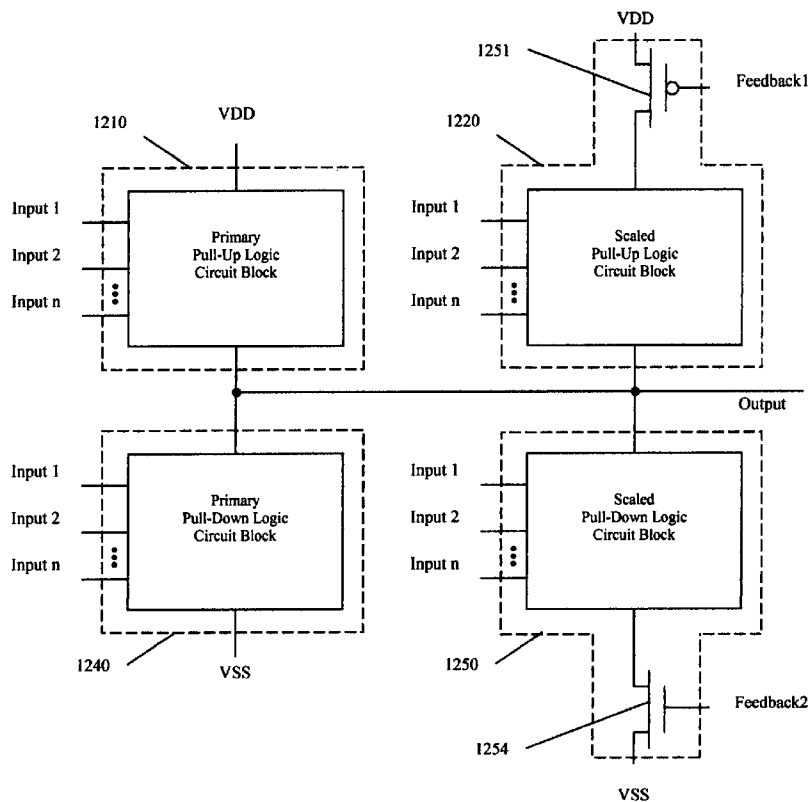 VDD
1251
Feedback1
1210
VDD
1220
Input 1
Input 2
Input n
Primary
Pull-Up Logic
Circuit Block
Input 1
Input 2
Input n
Scaled
Pull-Up Logic
Circuit Block
Output
Input 1
Input 2
Input n
Primary
Pull-Down Logic
Circuit Block
Input 1
Input 2
Input n
Scaled
Pull-Down Logic
Circuit Block
1240
VSS
1250
Feedback2
1254
VSS